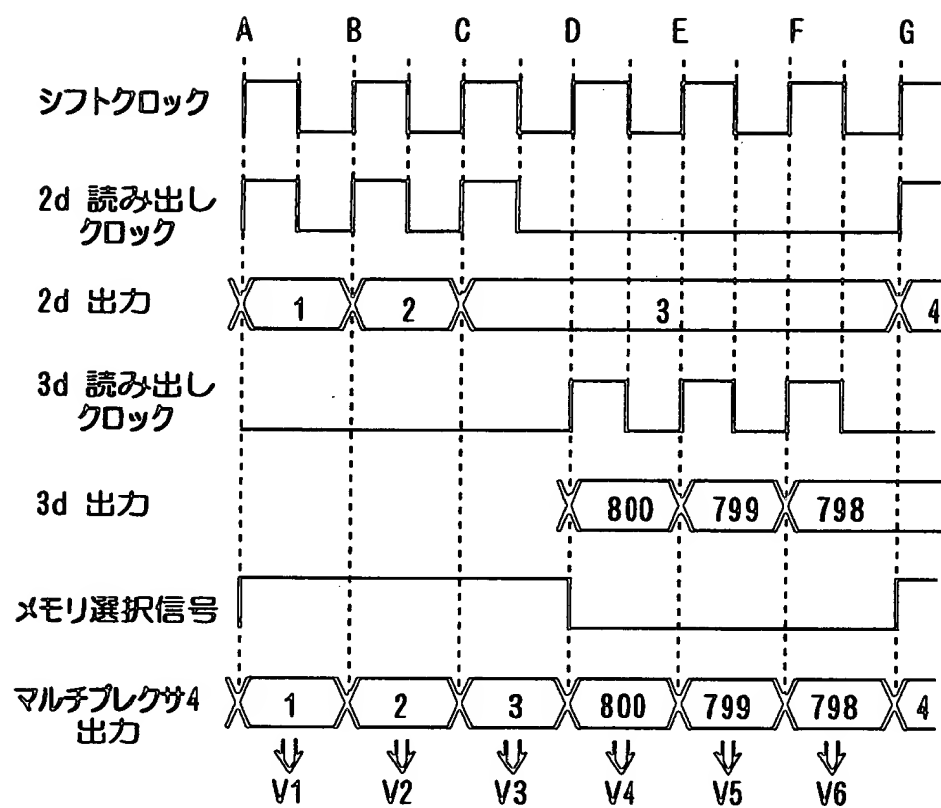 A B C D E F G
シフトクロック
2d 読み出し
クロック
2d 出力
1 2 3 4
3d 読み出し
クロック
3d 出力
800 799 798
メモリ選択信号
マルチプレクサ4
出力
1 2 3 800 799 798 4
V1 V2 V3 V4 V5 V6